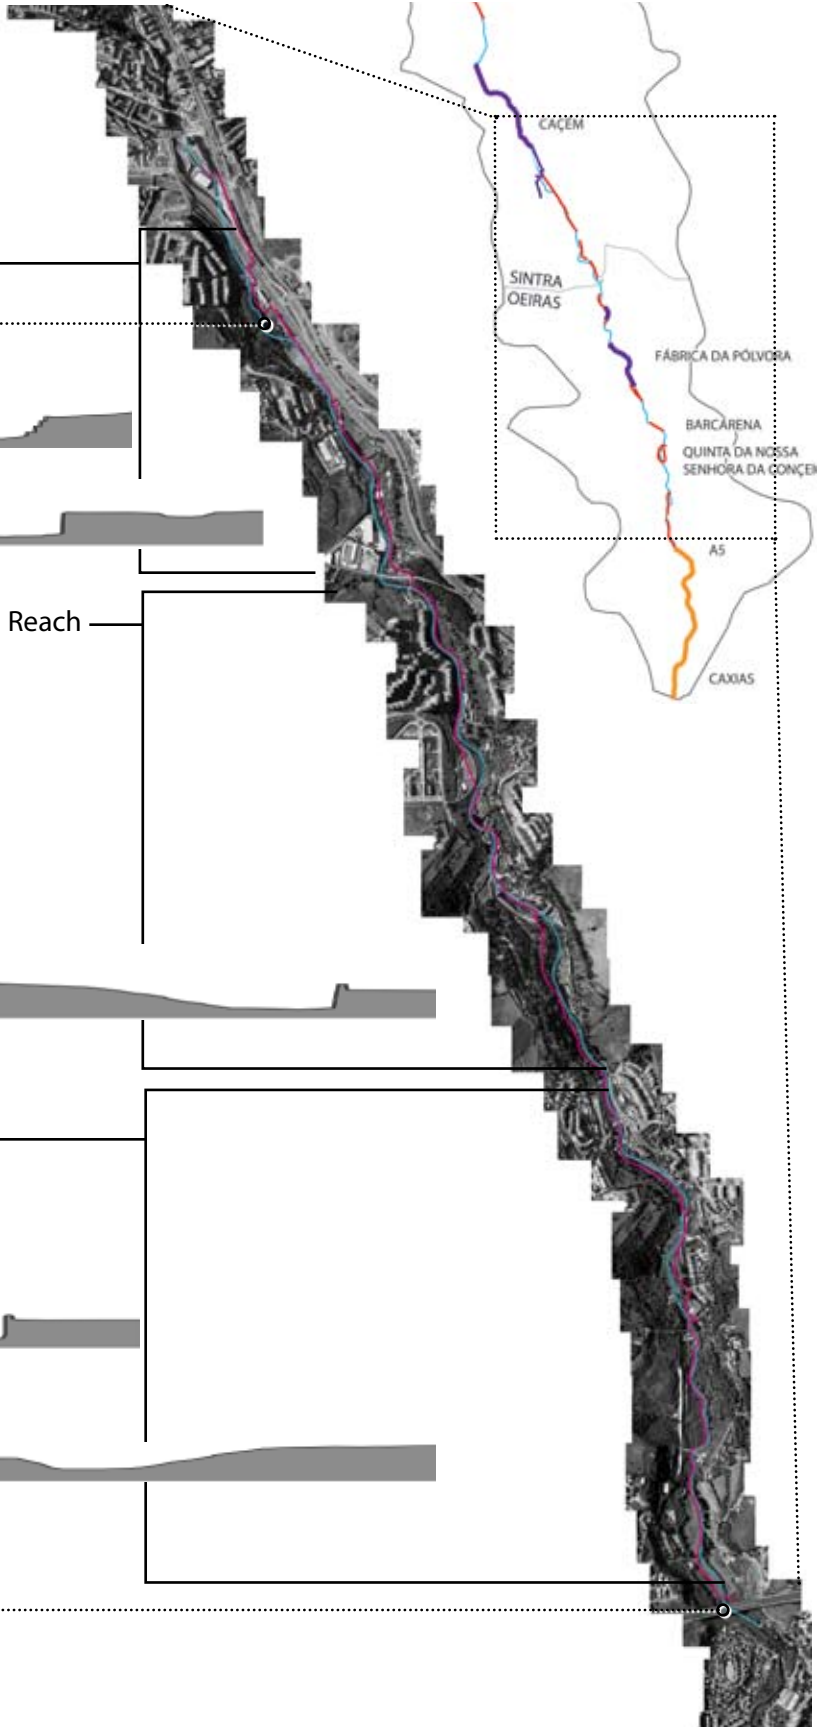 CAÇEM
SINTRA
OEIRAS
FÁBRICA DA PÓLVORA
BARCARENA
QUINTA DA NOSSA
SENHORA DA CONÇEI
A5
Reach
CAXIAS